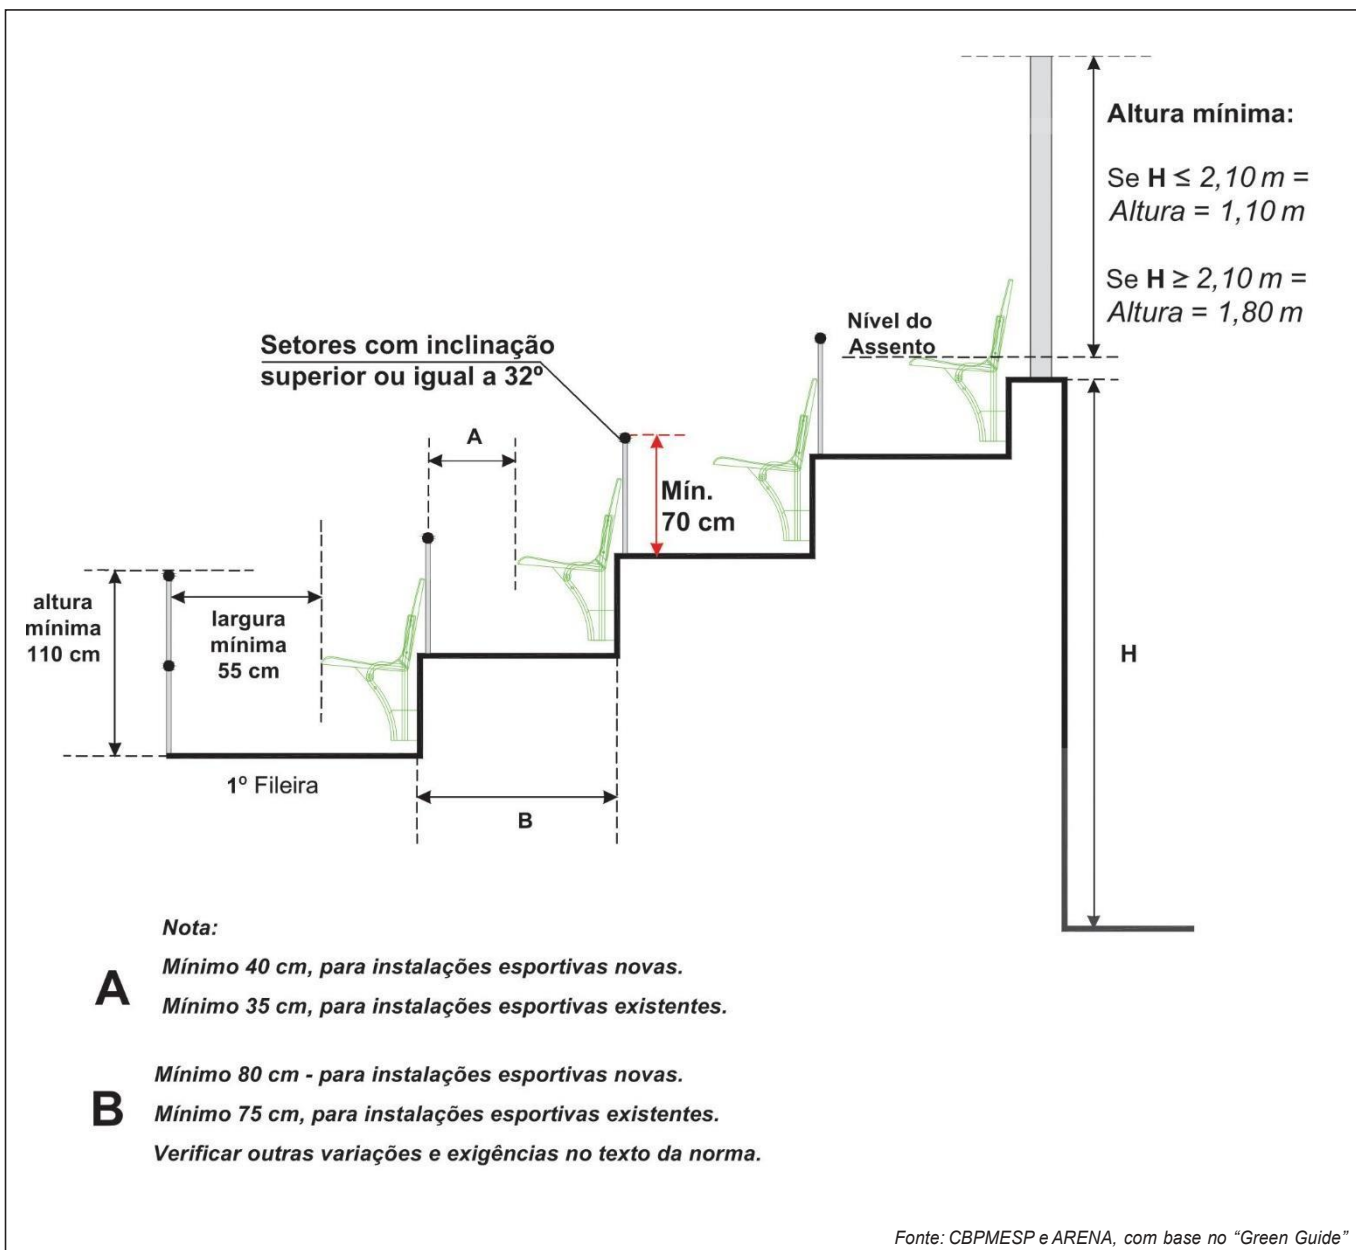 Altura mínima:
Se H ≤ 2,10 m =
Altura = 1,10 m
Se H ≥ 2,10 m =
Altura = 1,80 m
Nível do
Assento
Setores com inclinação
superior ou igual a 32º
A
Mín.
70 cm
altura
mínima
110 cm
largura
mínima
55 cm
H
1º Fileira
B
Nota:
A
Mínimo 40 cm, para instalações esportivas novas.
Mínimo 35 cm, para instalações esportivas existentes.
B
Mínimo 80 cm - para instalações esportivas novas.
Mínimo 75 cm, para instalações esportivas existentes.
Verificar outras variações e exigências no texto da norma.
Fonte: CBPMESP e ARENA, com base no “Green Guide”